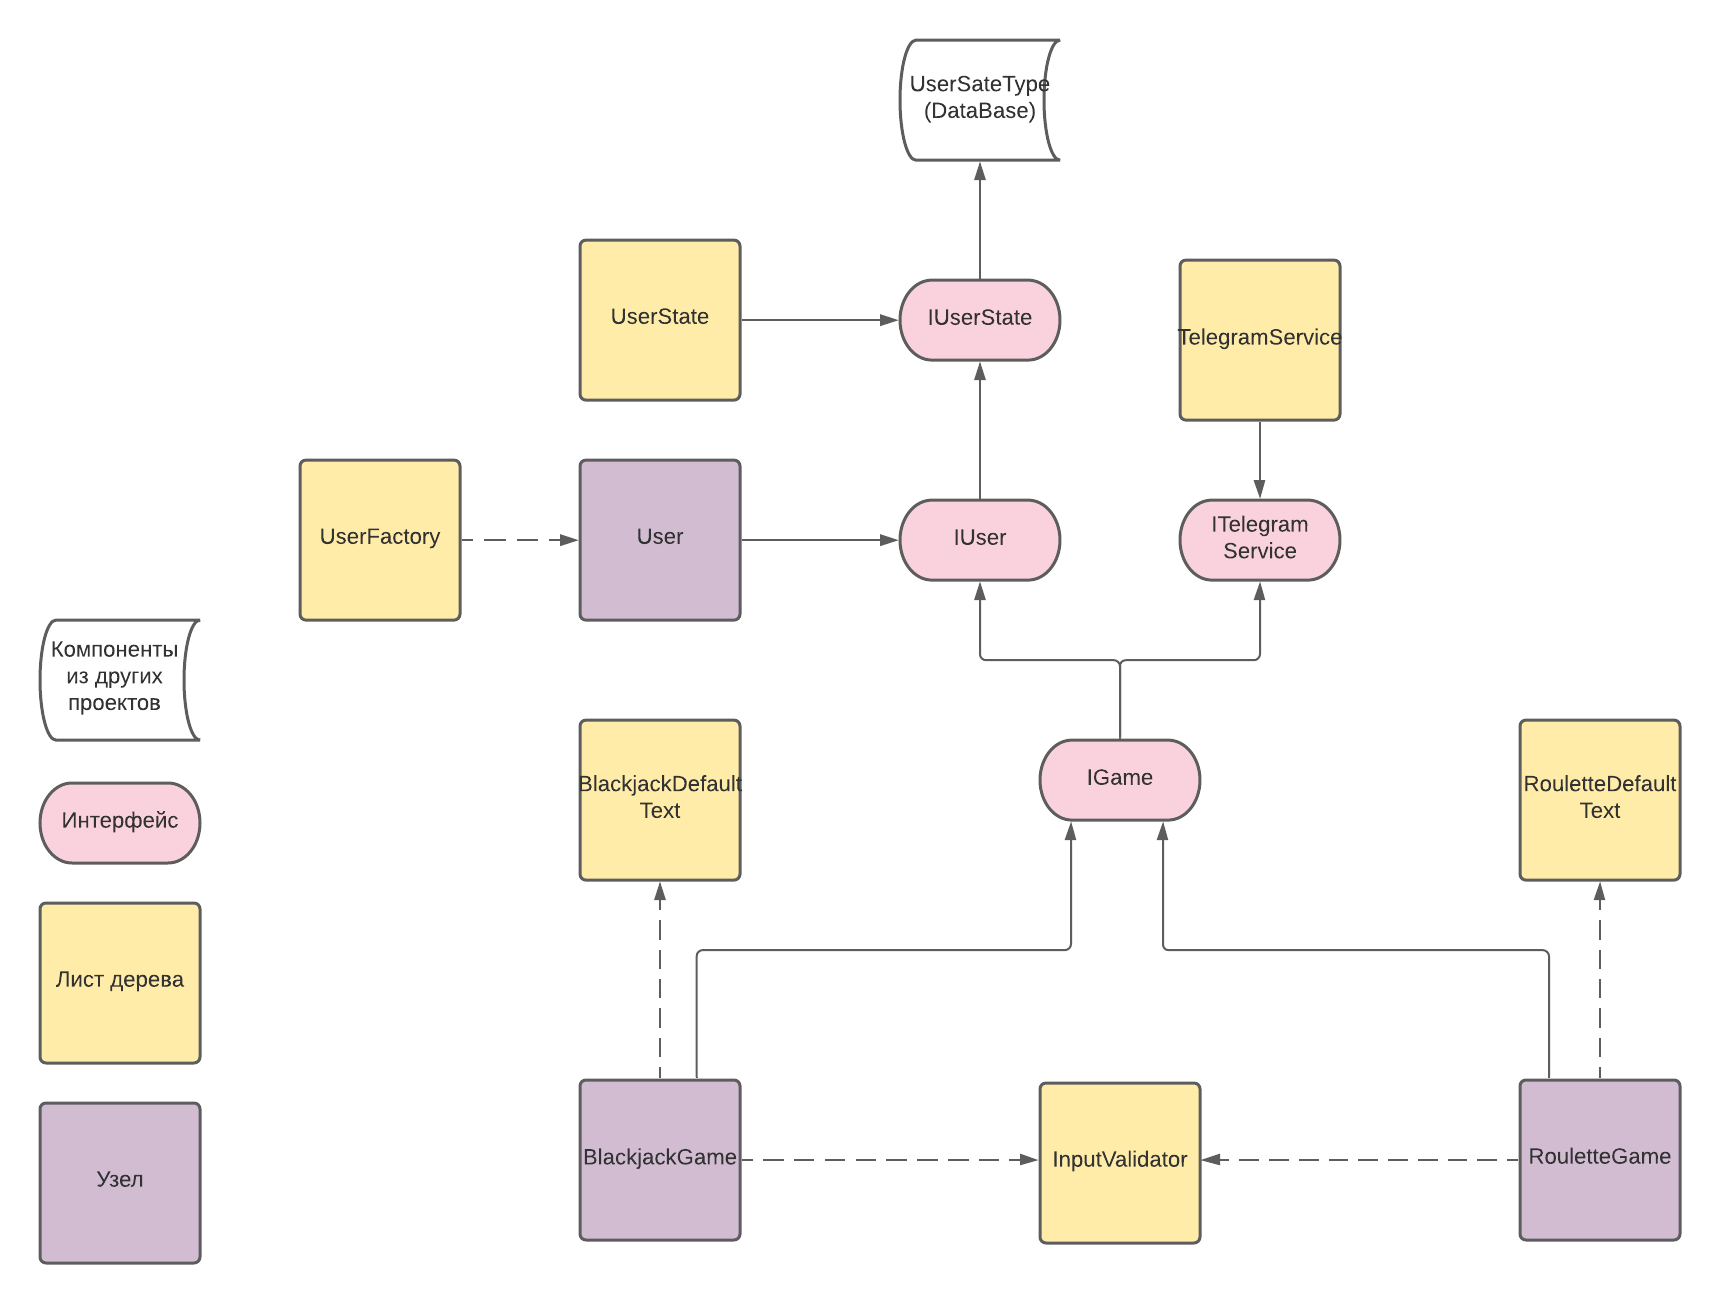 UserSateType
(DataBase)
UserState
IUserState
TelegramService
UserFactory
User
IUser
ITelegram
Service
Компоненты
из других
проектов
Интерфейс
Лист дерева
Узел
BlackjackDefault
Text
IGame
RouletteDefault
Text
BlackjackGame
InputValidator
RouletteGame